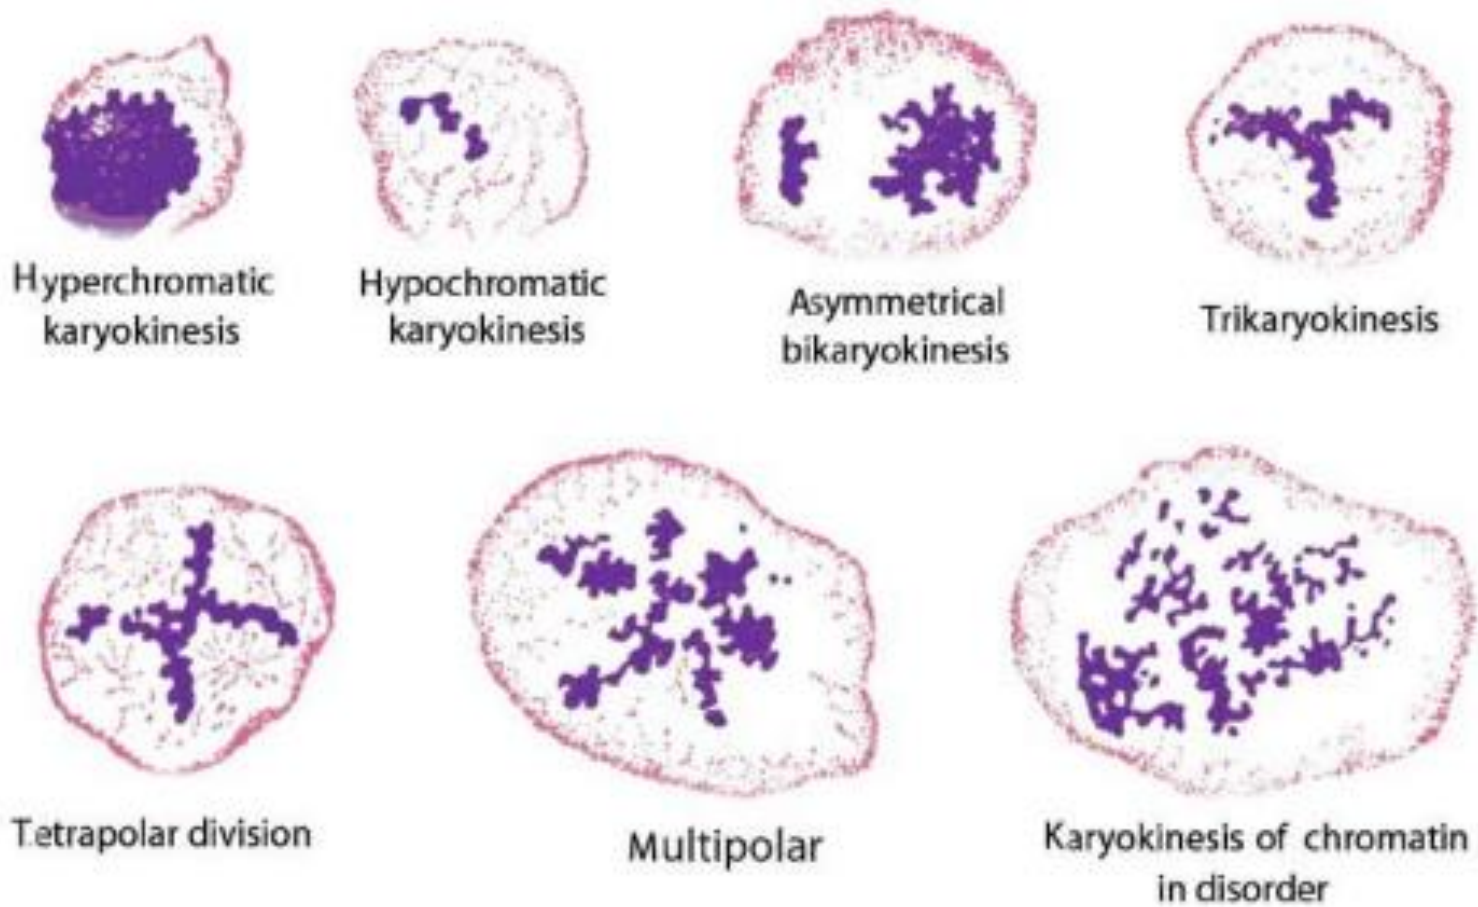 Hyperchromatic
karyokinesis
Hypochromatic
karyokinesis
Asymmetrical
bikaryokinesis
Trikaryokinesis
Tetrapolar division
Multipolar
Karyokinesis of chromatin
in disorder